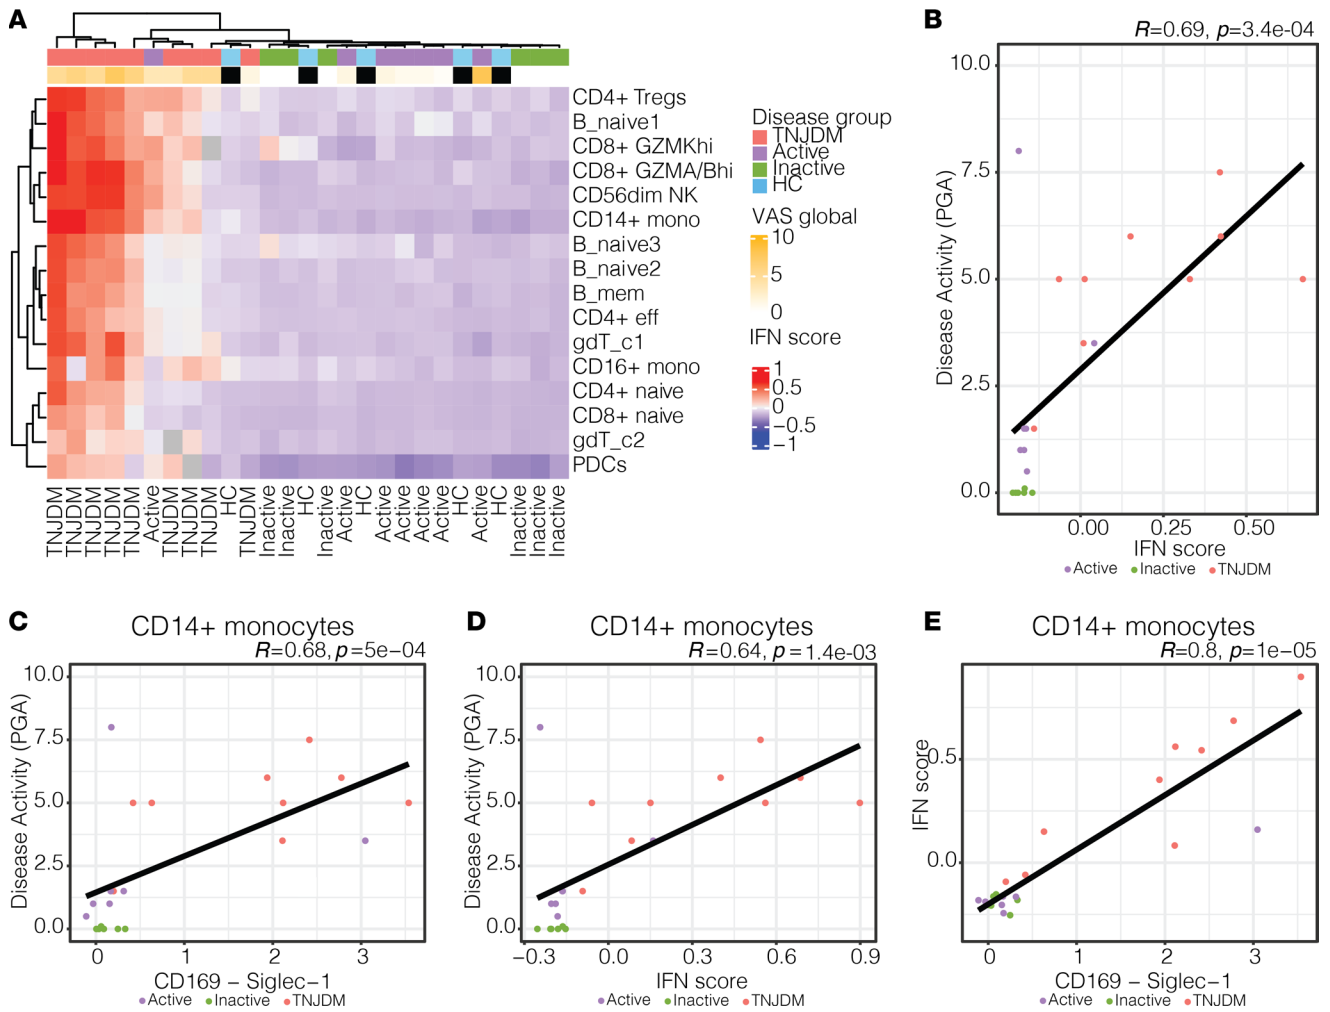 A
CD4+ Tregs
B_naive1
CD8+ GZMKhi
CD8+ GZMA/Bhi
CD56dim NK
CD14+ mono
B_naive3
B_naive2
B_mem
CD4+ eff
gdT_c1
CD16+ mono
CD4+ naive
CD8+ naive
gdT_c2
PDCs
TNJDM
TNJDM
TNJDM
TNJDM
TNJDM
Active
TNJDM
TNJDM
TNJDM
HC
TNJDM
Inactive
Inactive
HC
Inactive
Active
HC
Active
Active
Active
Active
HC
Active
HC
Inactive
Inactive
Inactive
Disease group
TNJDM
Active
Inactive
HC
VAS global
10
5
0
IFN score
1
0.5
0
−0.5
−1
B
R=0.69, p=3.4e-04
Disease Activity (PGA)
10.0
7.5
5.0
2.5
0.0
0.00 0.25 0.50
IFN score
Active Inactive TNJDM
C
CD14+ monocytes
R=0.68, p=5e−04
Disease Activity (PGA)
10.0
7.5
5.0
2.5
0.0
0 1 2 3
CD169 – Siglec-1
Active Inactive TNJDM
D
CD14+ monocytes
R=0.64, p=1.4e-03
Disease Activity (PGA)
10.0
7.5
5.0
2.5
0.0
−0.3 0.0 0.3 0.6 0.9
IFN score
Active Inactive TNJDM
E
CD14+ monocytes
R=0.8, p=1e−05
IFN score
0.5
0.0
0 1 2 3
CD169 – Siglec−1
Active Inactive TNJDM